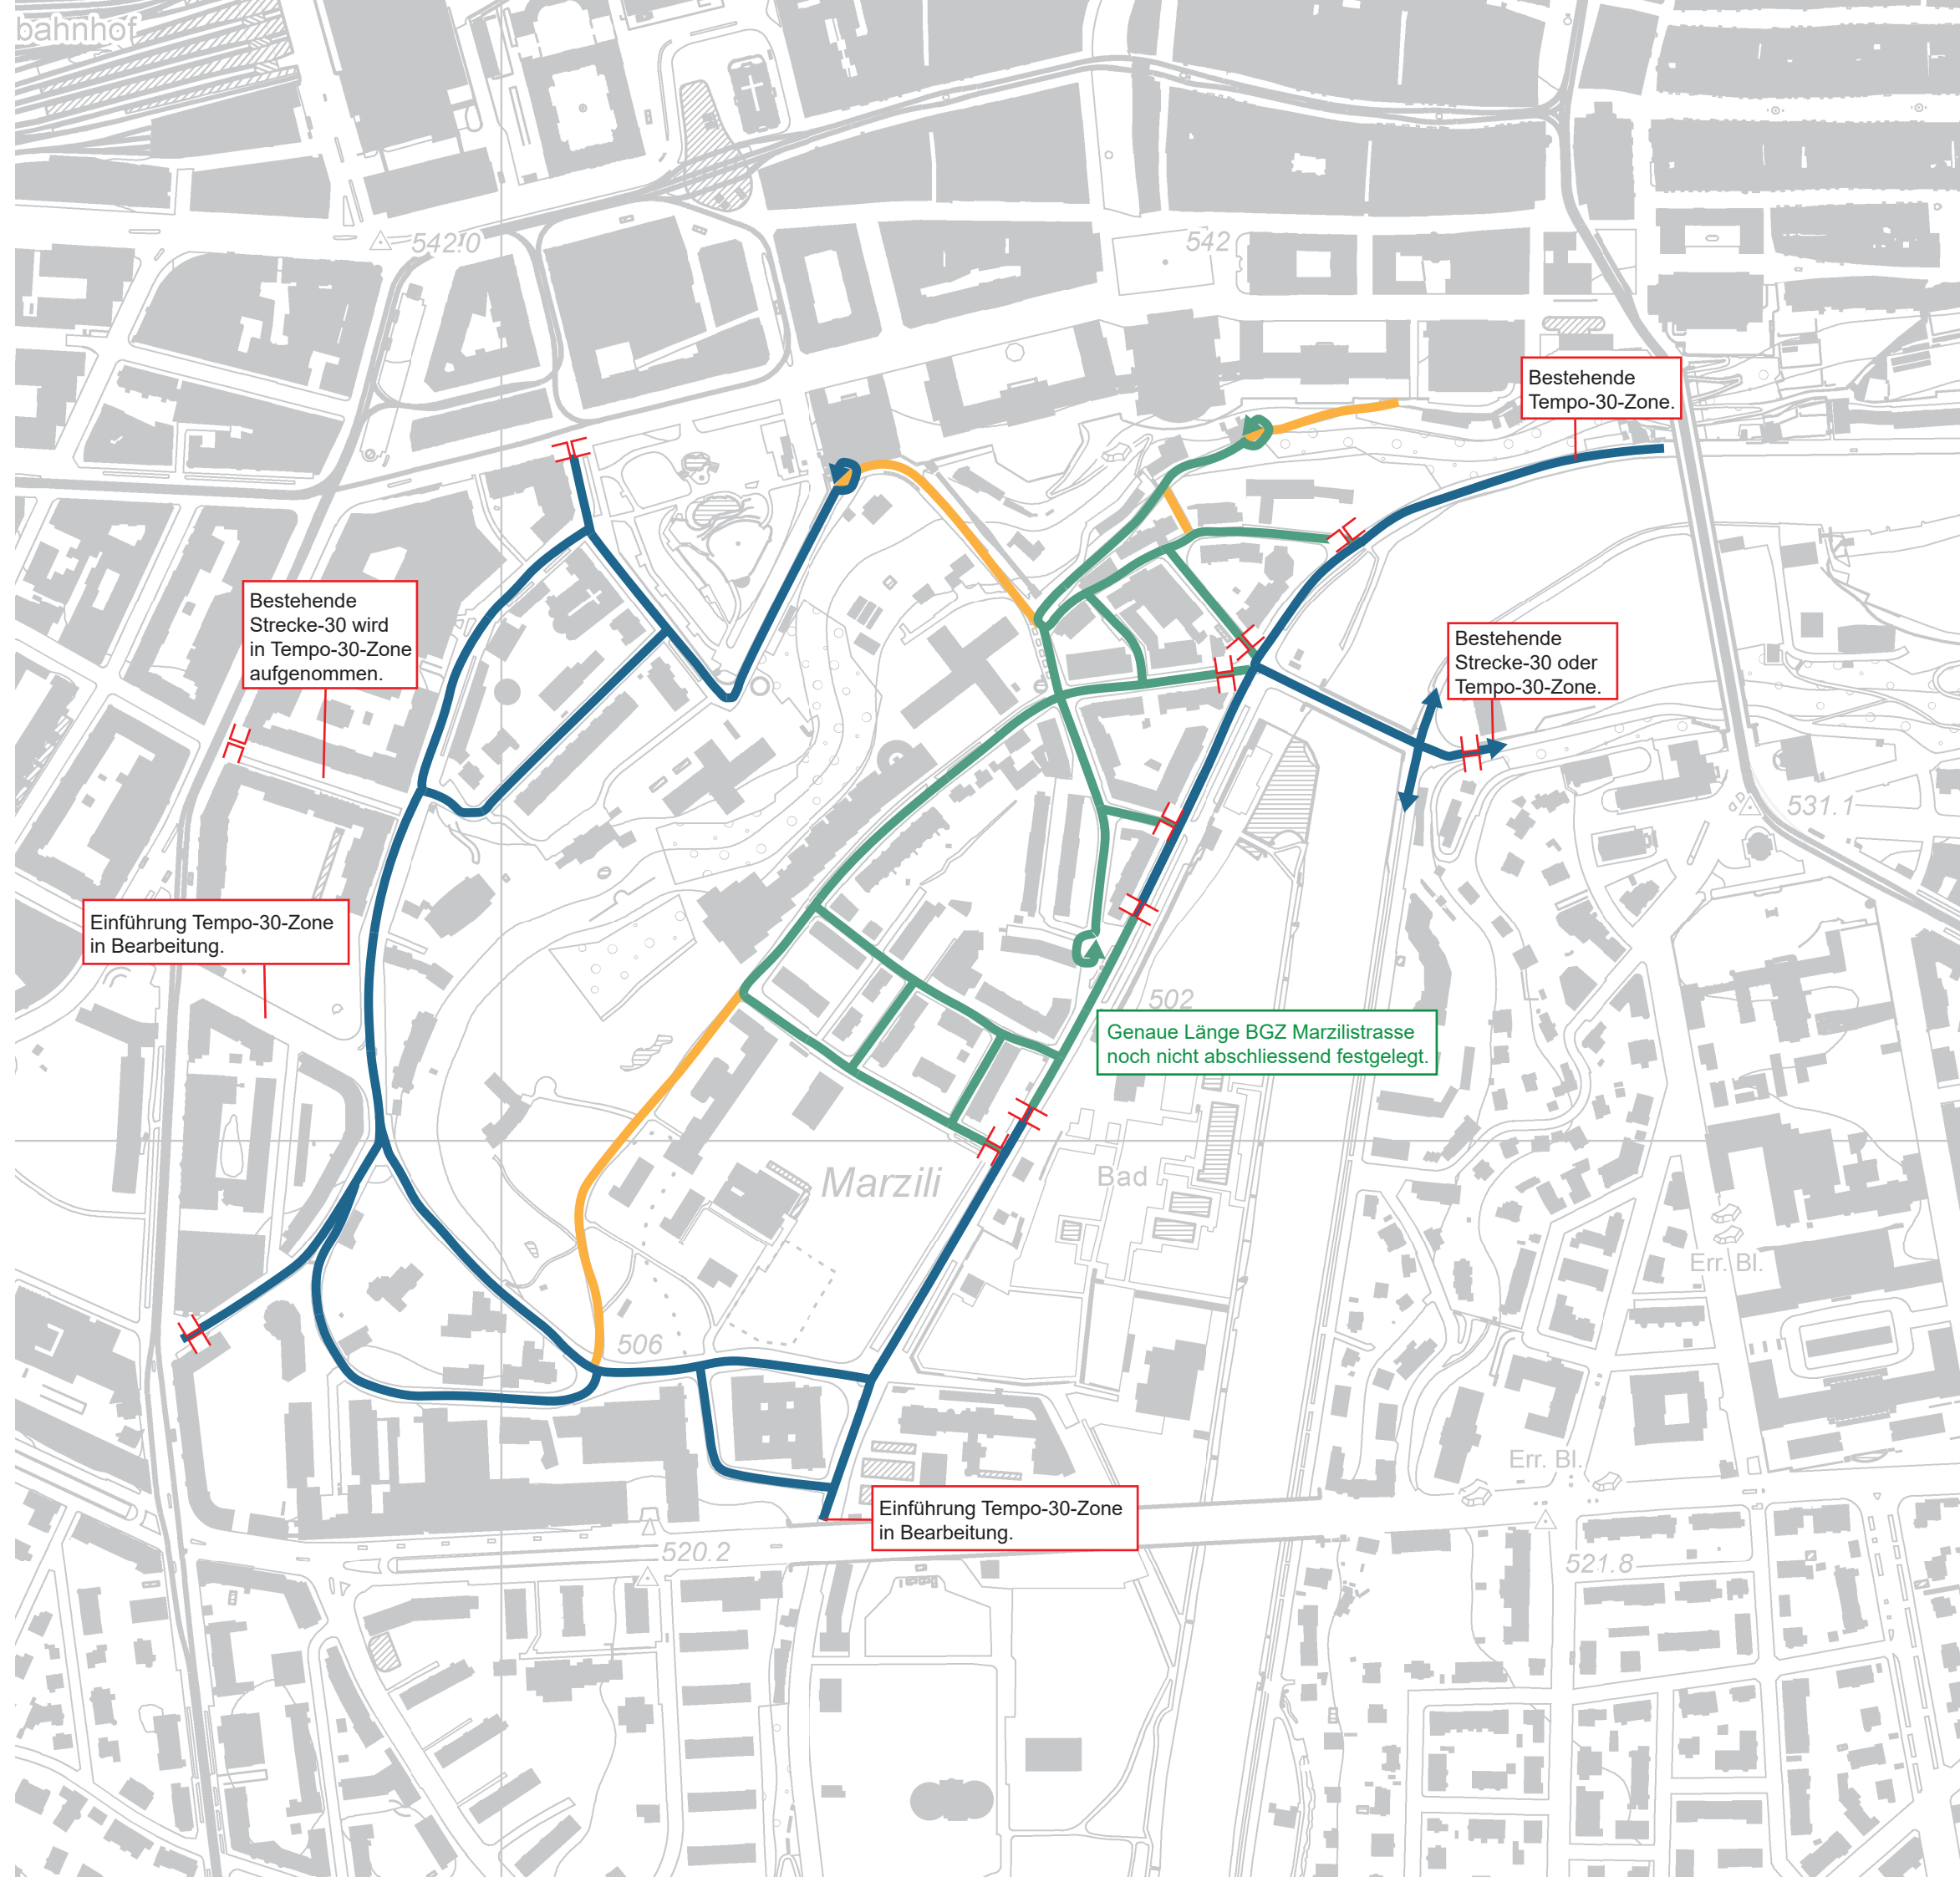 bahnhof
542.0
542
Bestehende
Tempo-30-Zone.
Bestehende
Strecke-30 wird
in Tempo-30-Zone
aufgenommen.
Bestehende
Strecke-30 oder
Tempo-30-Zone.
531.1
Einführung Tempo-30-Zone
in Bearbeitung.
502
Genaue Länge BGZ Marzilistrasse
noch nicht abschliessend festgelegt.
Marzili
Bad
Err. Bl.
506
Err. Bl.
Einführung Tempo-30-Zone
in Bearbeitung.
520.2
521.8